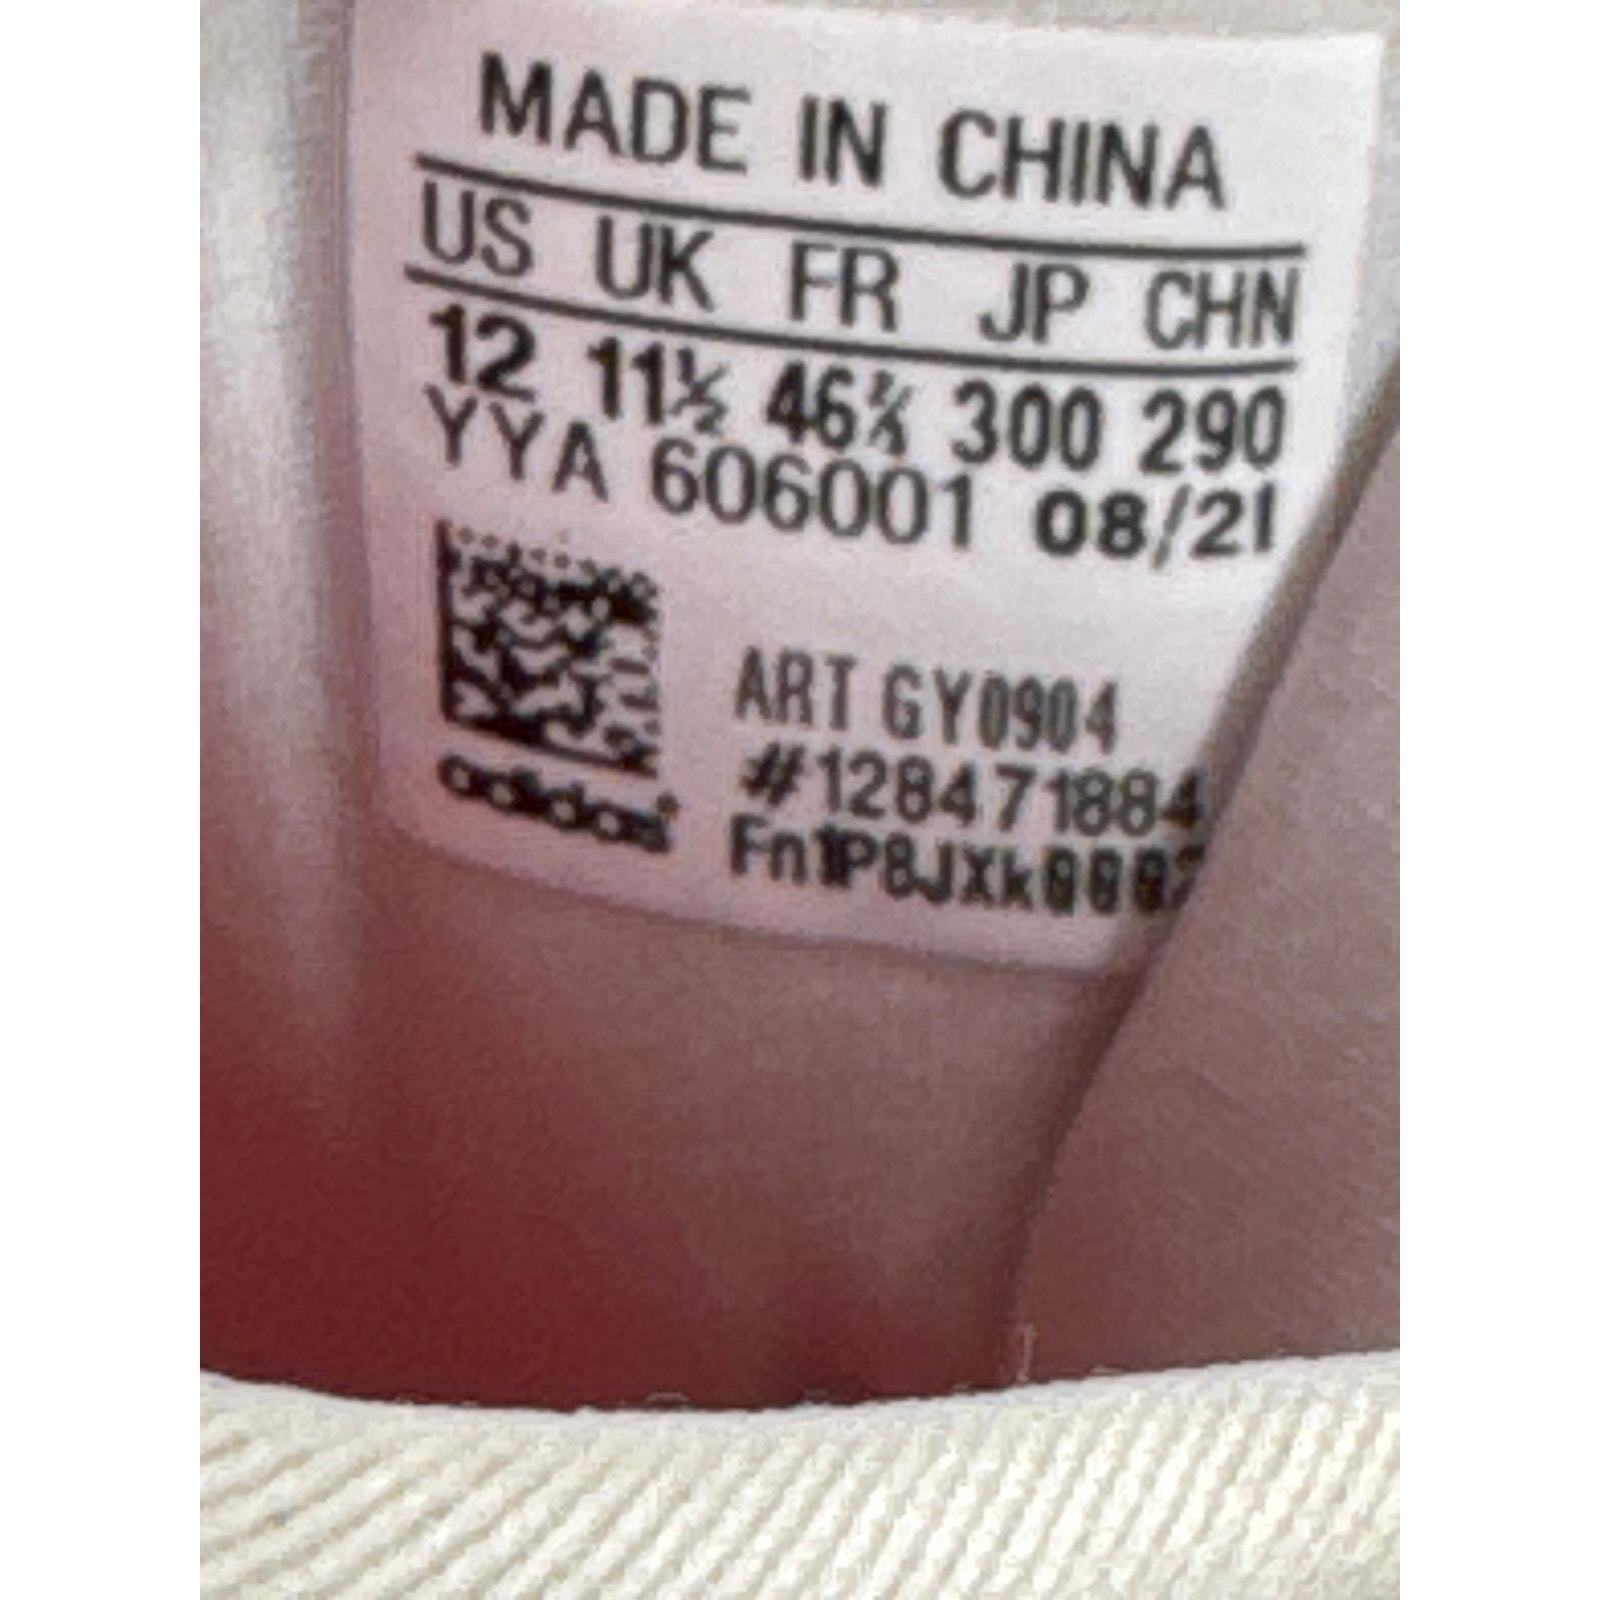 MADE IN CHINA
US UK FR JP CHN
12 11½ 46⅔ 300 290
YYA 606001 08/21
ART GY0904
#128471884
adidas